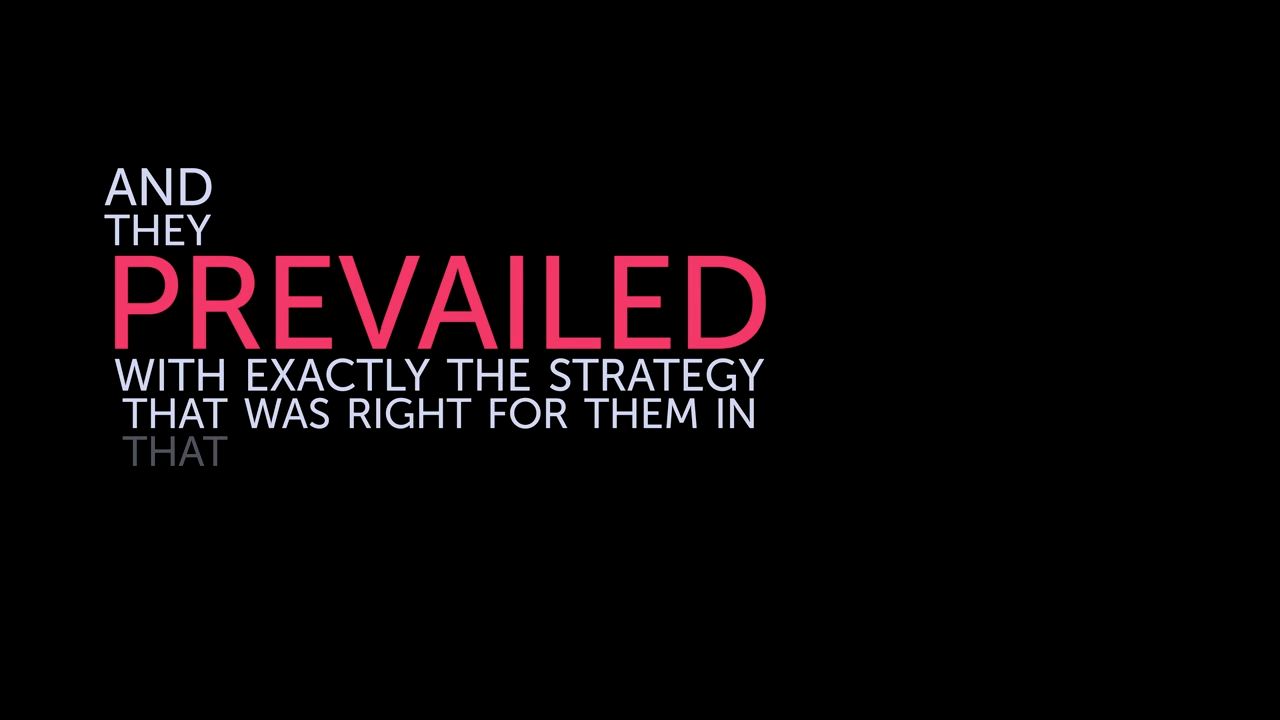 AND
THEY
PREVAILED
WITH EXACTLY THE STRATEGY
THAT WAS RIGHT FOR THEM IN
THAT